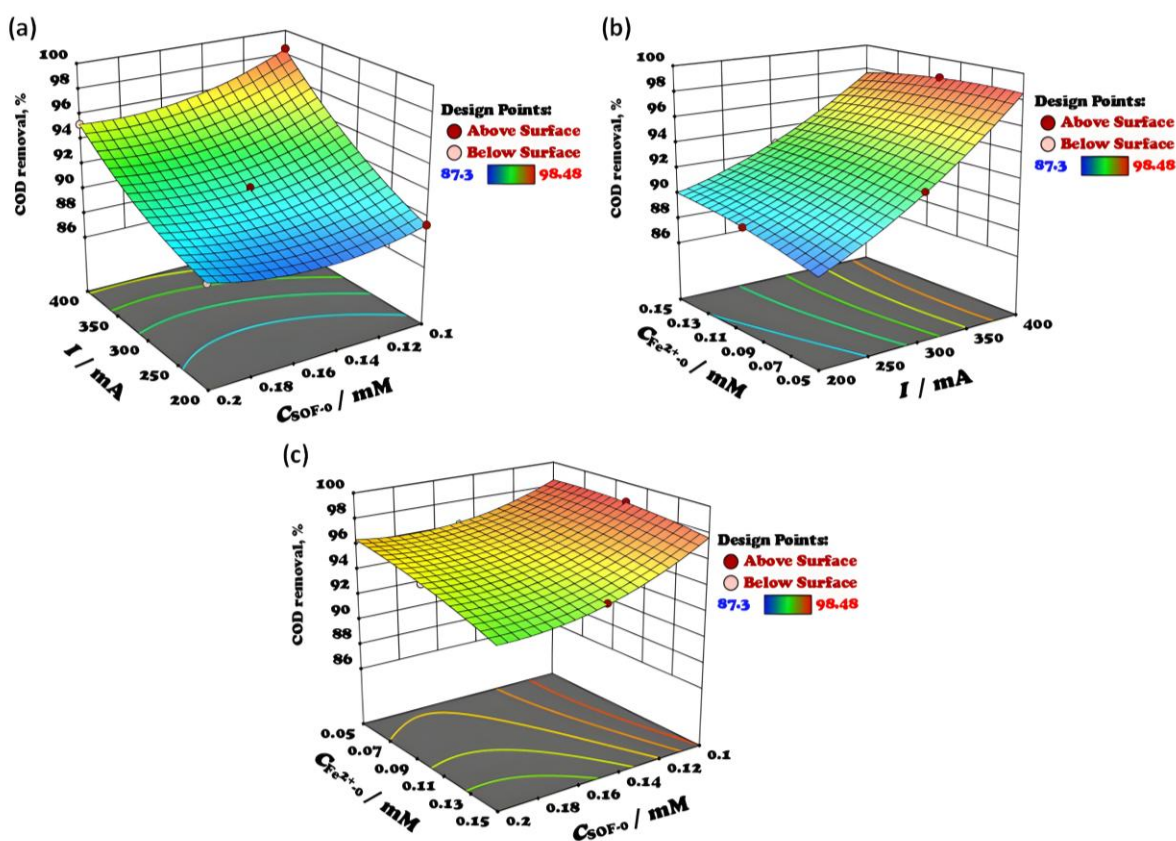 (a)
100
98
96
94
92
90
88
86
COD removal, %
400
350
300
250
200
I / mA
0.2
0.18
0.16
0.14
0.12
0.1
CSOF-0 / mM
Design Points:
Above Surface
Below Surface
87.3 98.48
(b)
100
98
96
94
92
90
88
86
COD removal, %
0.15
0.13
0.11
0.09
0.07
0.05
CFe2+-0 / mM
200
250
300
350
400
I / mA
Design Points:
Above Surface
Below Surface
87.3 98.48
(c)
100
98
96
94
92
90
88
86
COD removal, %
0.05
0.07
0.09
0.11
0.13
0.15
CFe2+-0 / mM
0.2
0.18
0.16
0.14
0.12
0.1
CSOF-0 / mM
Design Points:
Above Surface
Below Surface
87.3 98.48